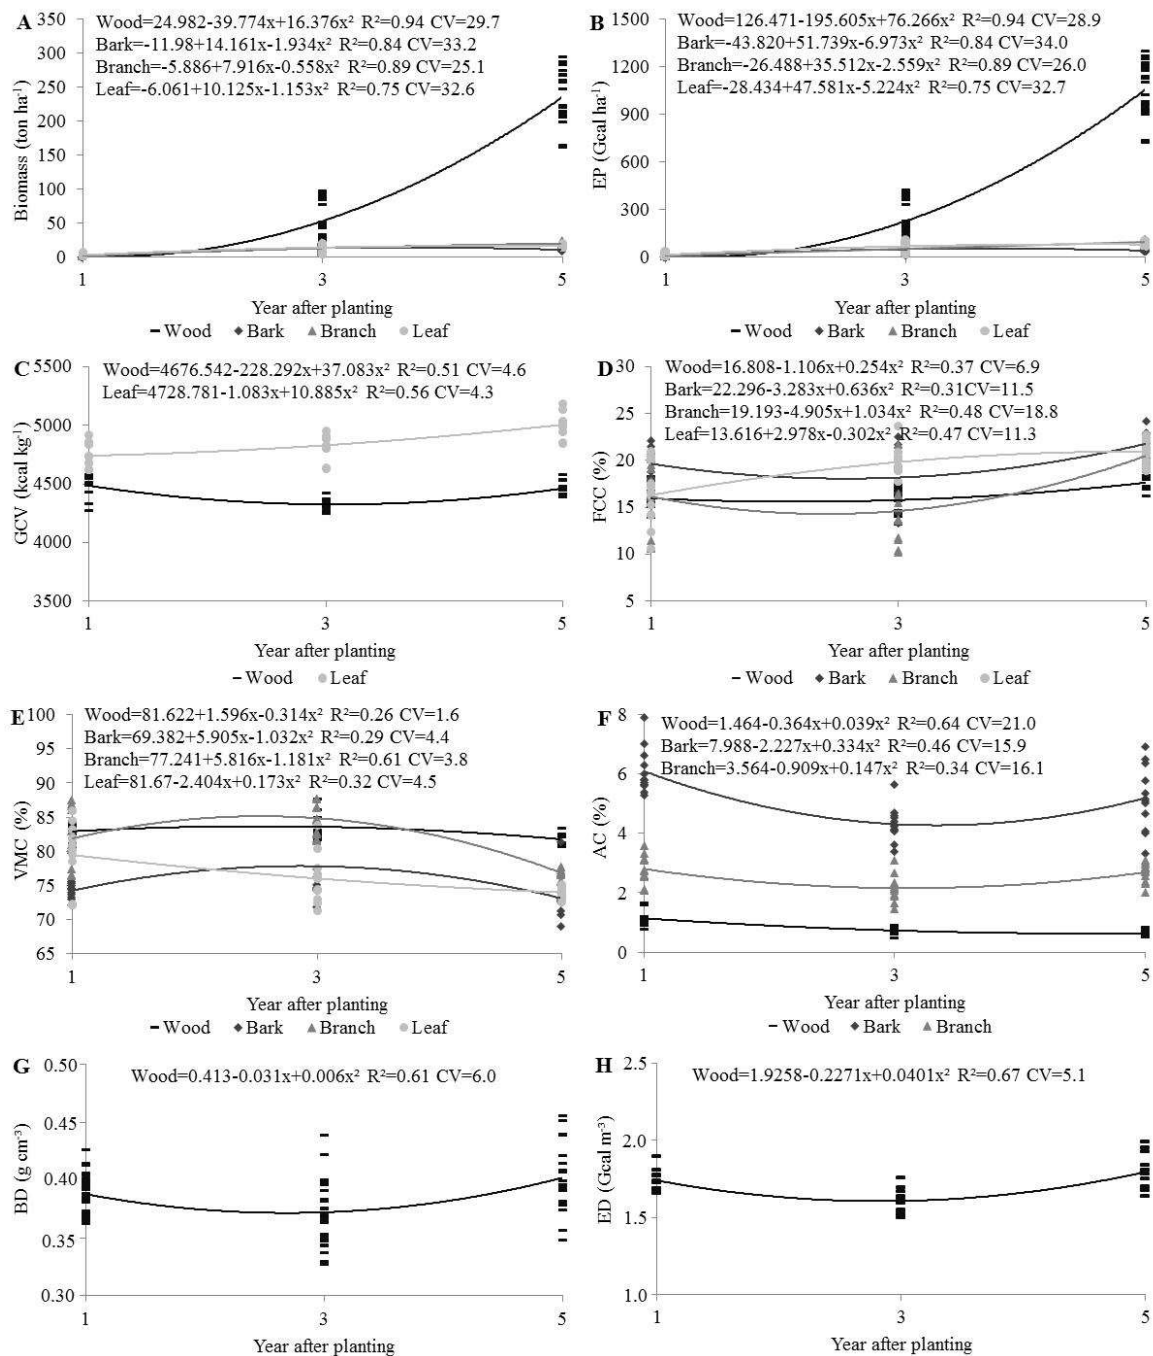 A
Wood=24.982-39.774x+16.376x² R²=0.94 CV=29.7
Bark=-11.98+14.161x-1.934x² R²=0.84 CV=33.2
Branch=-5.886+7.916x-0.558x² R²=0.89 CV=25.1
Leaf=-6.061+10.125x-1.153x² R²=0.75 CV=32.6
Biomass (ton ha⁻¹)
350
300
250
200
150
100
50
0
1 3 5
Year after planting
Wood Bark Branch Leaf
B
Wood=126.471-195.605x+76.266x² R²=0.94 CV=28.9
Bark=-43.820+51.739x-6.973x² R²=0.84 CV=34.0
Branch=-26.488+35.512x-2.559x² R²=0.89 CV=26.0
Leaf=-28.434+47.581x-5.224x² R²=0.75 CV=32.7
EP (Gcal ha⁻¹)
1500
1200
900
600
300
0
1 3 5
Year after planting
Wood Bark Branch Leaf
C
Wood=4676.542-228.292x+37.083x² R²=0.51 CV=4.6
Leaf=4728.781-1.083x+10.885x² R²=0.56 CV=4.3
GCV (kcal kg⁻¹)
5500
5000
4500
4000
3500
1 3 5
Year after planting
Wood Leaf
D
Wood=16.808-1.106x+0.254x² R²=0.37 CV=6.9
Bark=22.296-3.283x+0.636x² R²=0.31CV=11.5
Branch=19.193-4.905x+1.034x² R²=0.48 CV=18.8
Leaf=13.616+2.978x-0.302x² R²=0.47 CV=11.3
FCC (%)
30
25
20
15
10
5
1 3 5
Year after planting
Wood Bark Branch Leaf
E
Wood=81.622+1.596x-0.314x² R²=0.26 CV=1.6
Bark=69.382+5.905x-1.032x² R²=0.29 CV=4.4
Branch=77.241+5.816x-1.181x² R²=0.61 CV=3.8
Leaf=81.67-2.404x+0.173x² R²=0.32 CV=4.5
VMC (%)
100
95
90
85
80
75
70
65
1 3 5
Year after planting
Wood Bark Branch Leaf
F
Wood=1.464-0.364x+0.039x² R²=0.64 CV=21.0
Bark=7.988-2.227x+0.334x² R²=0.46 CV=15.9
Branch=3.564-0.909x+0.147x² R²=0.34 CV=16.1
AC (%)
8
6
4
2
0
1 3 5
Year after planting
Wood Bark Branch
G
Wood=0.413-0.031x+0.006x² R²=0.61 CV=6.0
BD (g cm⁻³)
0.50
0.45
0.40
0.35
0.30
1 3 5
Year after planting
H
Wood=1.9258-0.2271x+0.0401x² R²=0.67 CV=5.1
ED (Gcal m⁻³)
2.5
2.0
1.5
1.0
1 3 5
Year after planting